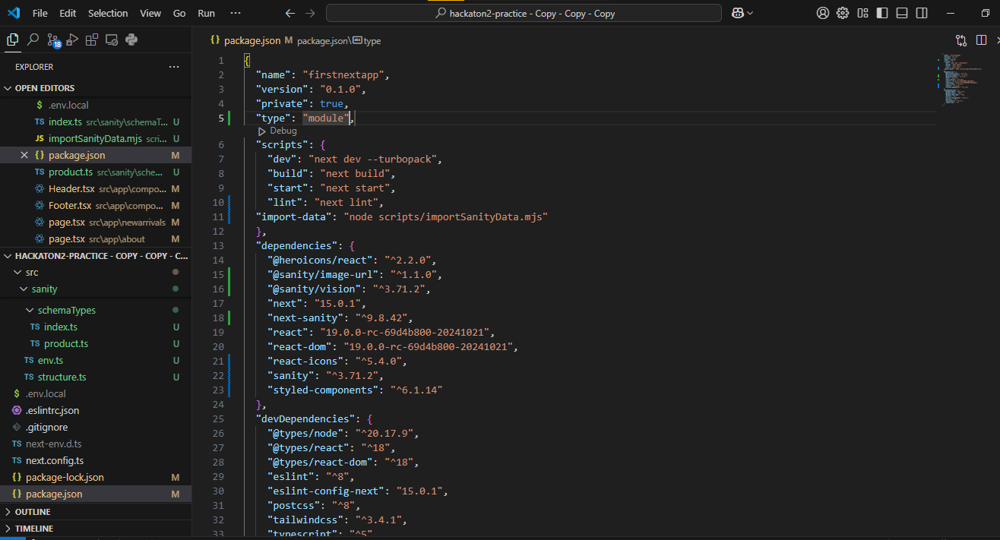 File Edit Selection View Go Run ···
hackaton2-practice - Copy - Copy - Copy
18
EXPLORER ···
OPEN EDITORS
$ .env.local
TS index.ts src\sanity\schemaT... U
JS importSanityData.mjs scri... U
{} package.json M
TS product.ts src\sanity\sche... U
Header.tsx src\app\compo... M
Footer.tsx src\app\compo... M
page.tsx src\app\newarrivals M
page.tsx src\app\about M
HACKATON2-PRACTICE - COPY - COPY - C...
src
sanity
schemaTypes
TS index.ts U
TS product.ts U
TS env.ts U
TS structure.ts U
$ .env.local
.eslintrc.json
.gitignore
TS next-env.d.ts
TS next.config.ts
{} package-lock.json M
{} package.json M
OUTLINE
TIMELINE
{} package.json M package.json\abc type
1 {
2 "name": "firstnextapp",
3 "version": "0.1.0",
4 "private": true,
5 "type": "module",
Debug
6 "scripts": {
7 "dev": "next dev --turbopack",
8 "build": "next build",
9 "start": "next start",
10 "lint": "next lint",
11 "import-data": "node scripts/importSanityData.mjs"
12 },
13 "dependencies": {
14 "@heroicons/react": "^2.2.0",
15 "@sanity/image-url": "^1.1.0",
16 "@sanity/vision": "^3.71.2",
17 "next": "15.0.1",
18 "next-sanity": "^9.8.42",
19 "react": "19.0.0-rc-69d4b800-20241021",
20 "react-dom": "19.0.0-rc-69d4b800-20241021",
21 "react-icons": "^5.4.0",
22 "sanity": "^3.71.2",
23 "styled-components": "^6.1.14"
24 },
25 "devDependencies": {
26 "@types/node": "^20.17.9",
27 "@types/react": "^18",
28 "@types/react-dom": "^18",
29 "eslint": "^8",
30 "eslint-config-next": "15.0.1",
31 "postcss": "^8",
32 "tailwindcss": "^3.4.1",
33 "typescript": "^5"